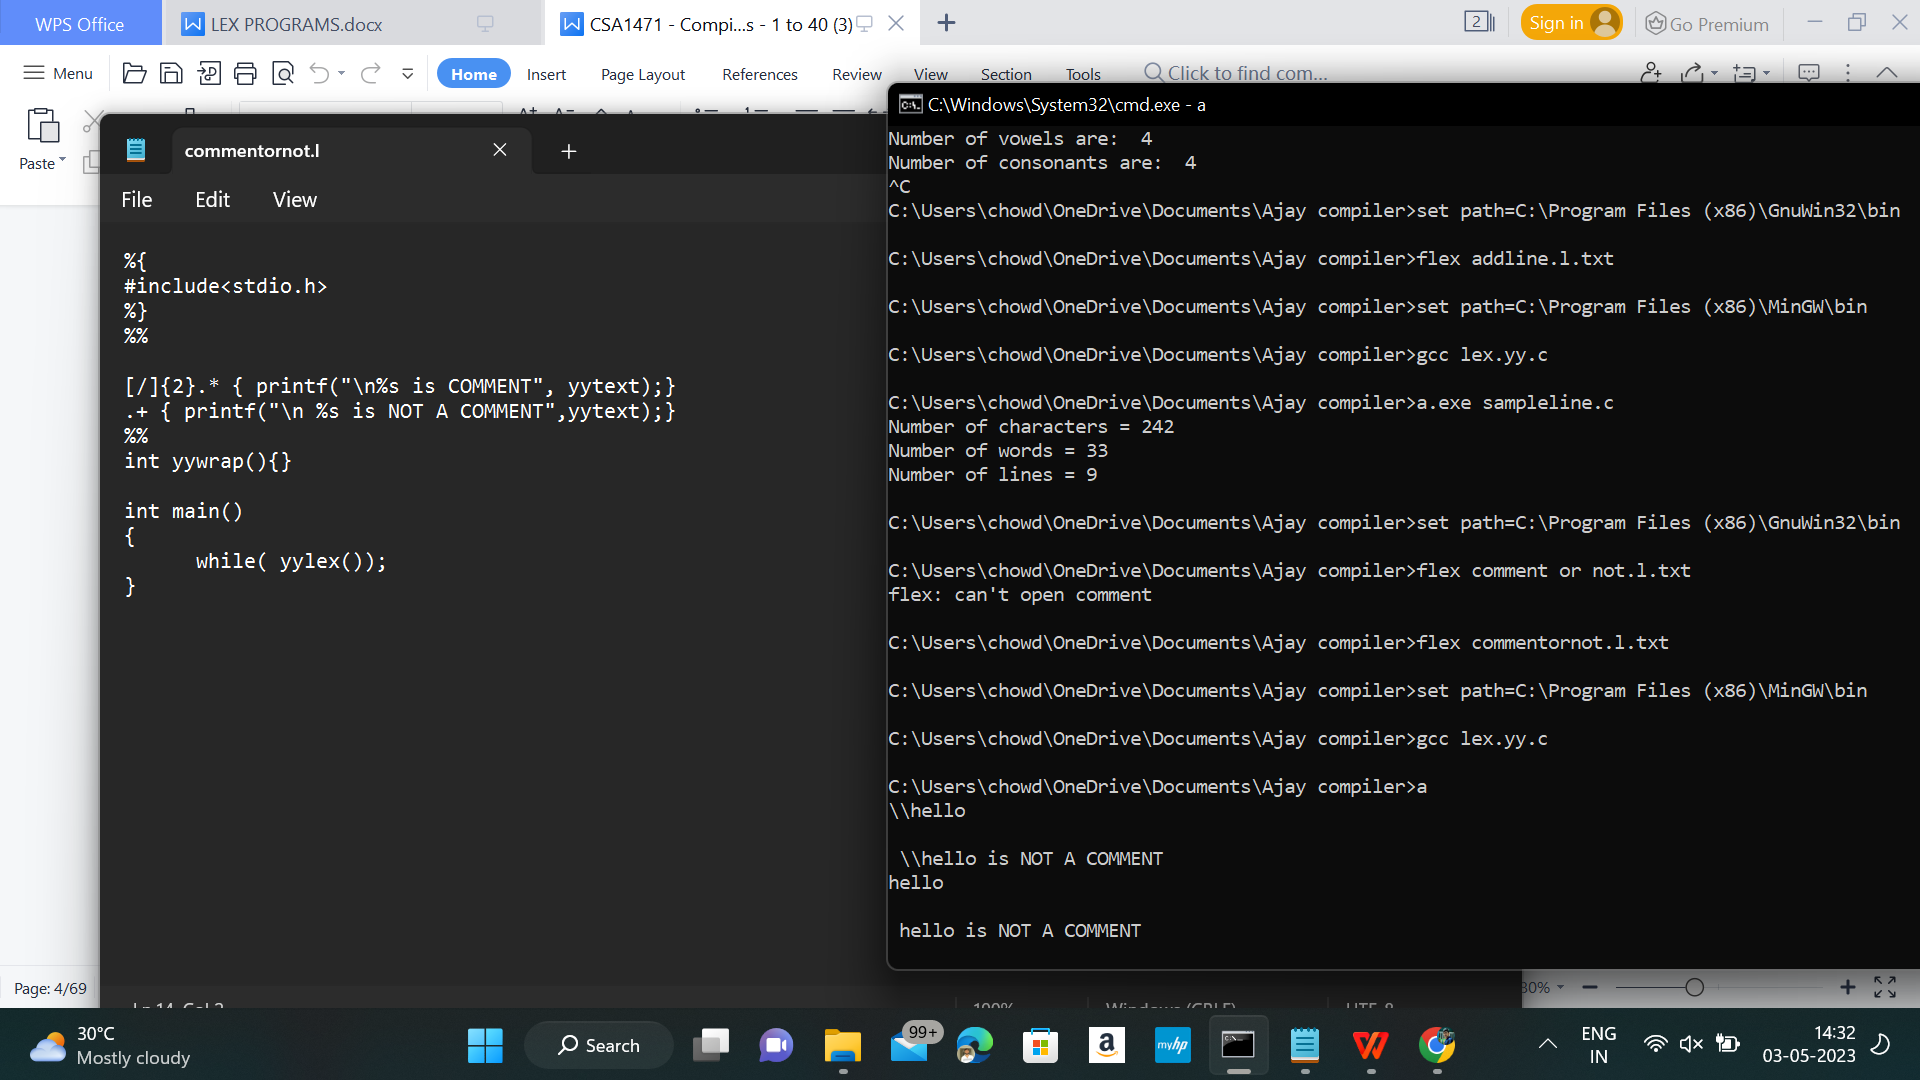 WPS Office
LEX PROGRAMS.docx
CSA1471 - Compi...s - 1 to 40 (3)
2
Sign in
Go Premium
Menu
Home
Insert
Page Layout
References
Review
View
Section
Tools
Click to find com...
Paste
commentornot.l
File
Edit
View
%{
#include<stdio.h>
%}
%%
[/]{2}.* { printf("\n%s is COMMENT", yytext);}
.+ { printf("\n %s is NOT A COMMENT",yytext);}
%%
int yywrap(){}
int main()
{
while( yylex());
}
C:\Windows\System32\cmd.exe - a
Number of vowels are:  4
Number of consonants are:  4
^C
C:\Users\chowd\OneDrive\Documents\Ajay compiler>set path=C:\Program Files (x86)\GnuWin32\bin
C:\Users\chowd\OneDrive\Documents\Ajay compiler>flex addline.l.txt
C:\Users\chowd\OneDrive\Documents\Ajay compiler>set path=C:\Program Files (x86)\MinGW\bin
C:\Users\chowd\OneDrive\Documents\Ajay compiler>gcc lex.yy.c
C:\Users\chowd\OneDrive\Documents\Ajay compiler>a.exe sampleline.c
Number of characters = 242
Number of words = 33
Number of lines = 9
C:\Users\chowd\OneDrive\Documents\Ajay compiler>set path=C:\Program Files (x86)\GnuWin32\bin
C:\Users\chowd\OneDrive\Documents\Ajay compiler>flex comment or not.l.txt
flex: can't open comment
C:\Users\chowd\OneDrive\Documents\Ajay compiler>flex commentornot.l.txt
C:\Users\chowd\OneDrive\Documents\Ajay compiler>set path=C:\Program Files (x86)\MinGW\bin
C:\Users\chowd\OneDrive\Documents\Ajay compiler>gcc lex.yy.c
C:\Users\chowd\OneDrive\Documents\Ajay compiler>a
\\hello
\\hello is NOT A COMMENT
hello
hello is NOT A COMMENT
Page: 4/69
30°C
Mostly cloudy
Search
99+
a
myhp
ENG
IN
14:32
03-05-2023